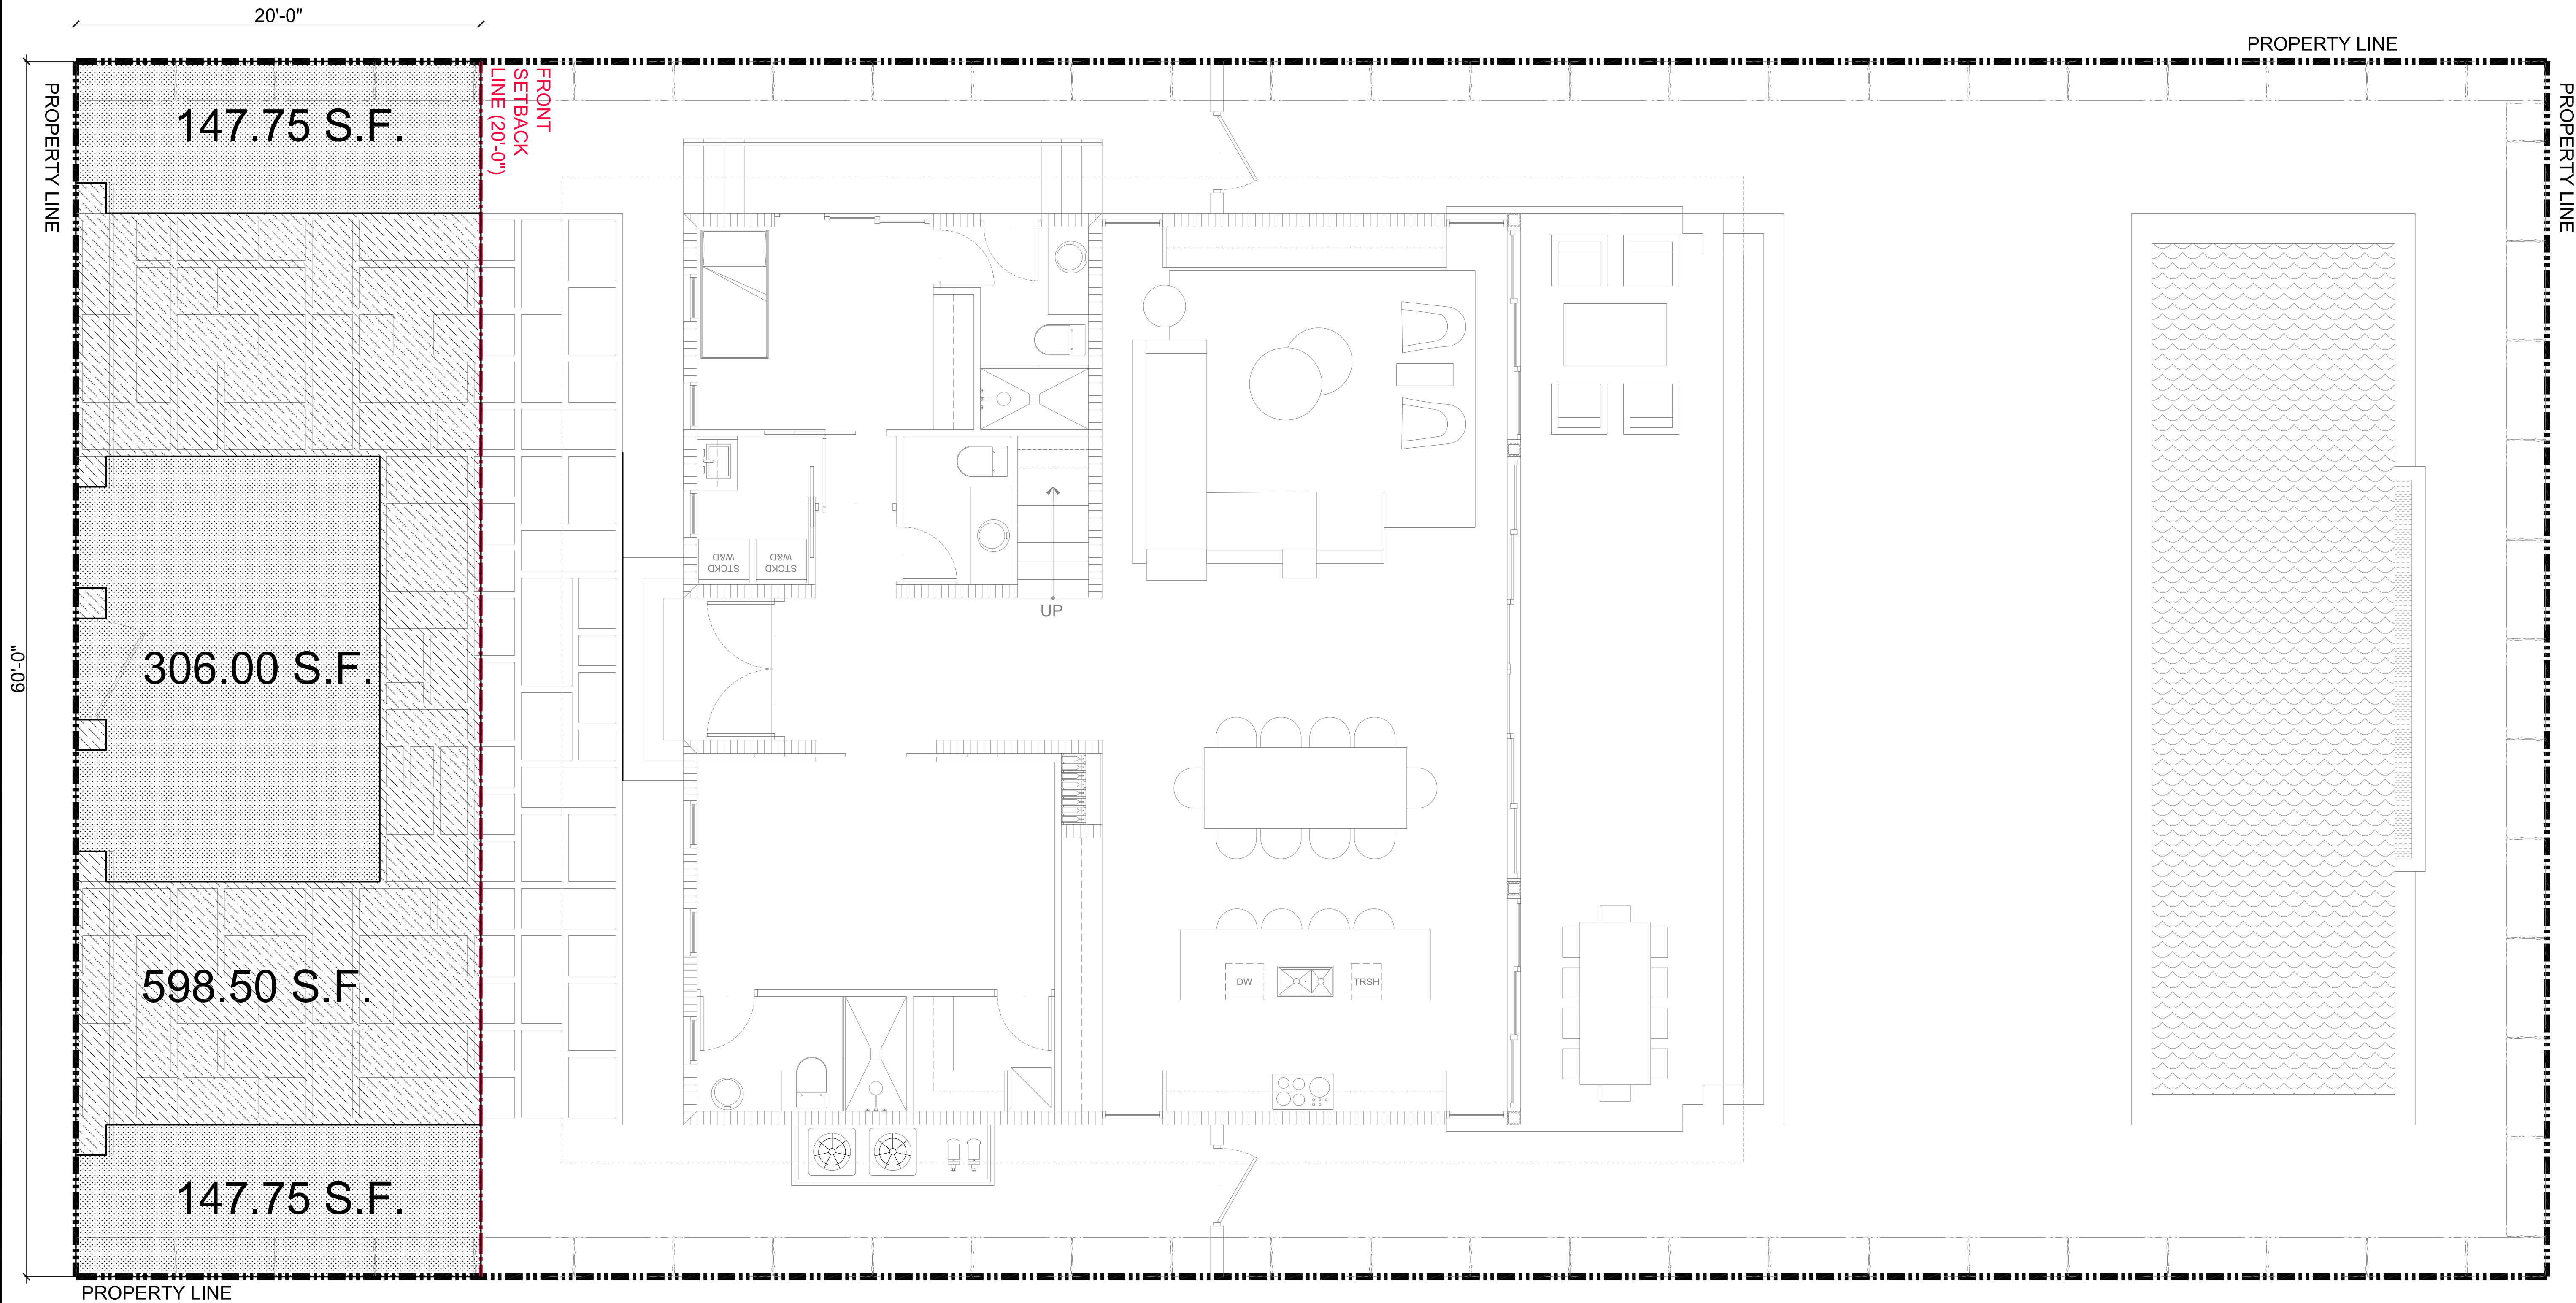 20'-0"
PROPERTY LINE
PROPERTY LINE
147.75 S.F.
FRONT
SETBACK
LINE (20'-0")
PROPERTY LINE
STCKD
W&D
STCKD
W&D
UP
60'-0"
306.00 S.F.
598.50 S.F.
DW
TRSH
147.75 S.F.
PROPERTY LINE